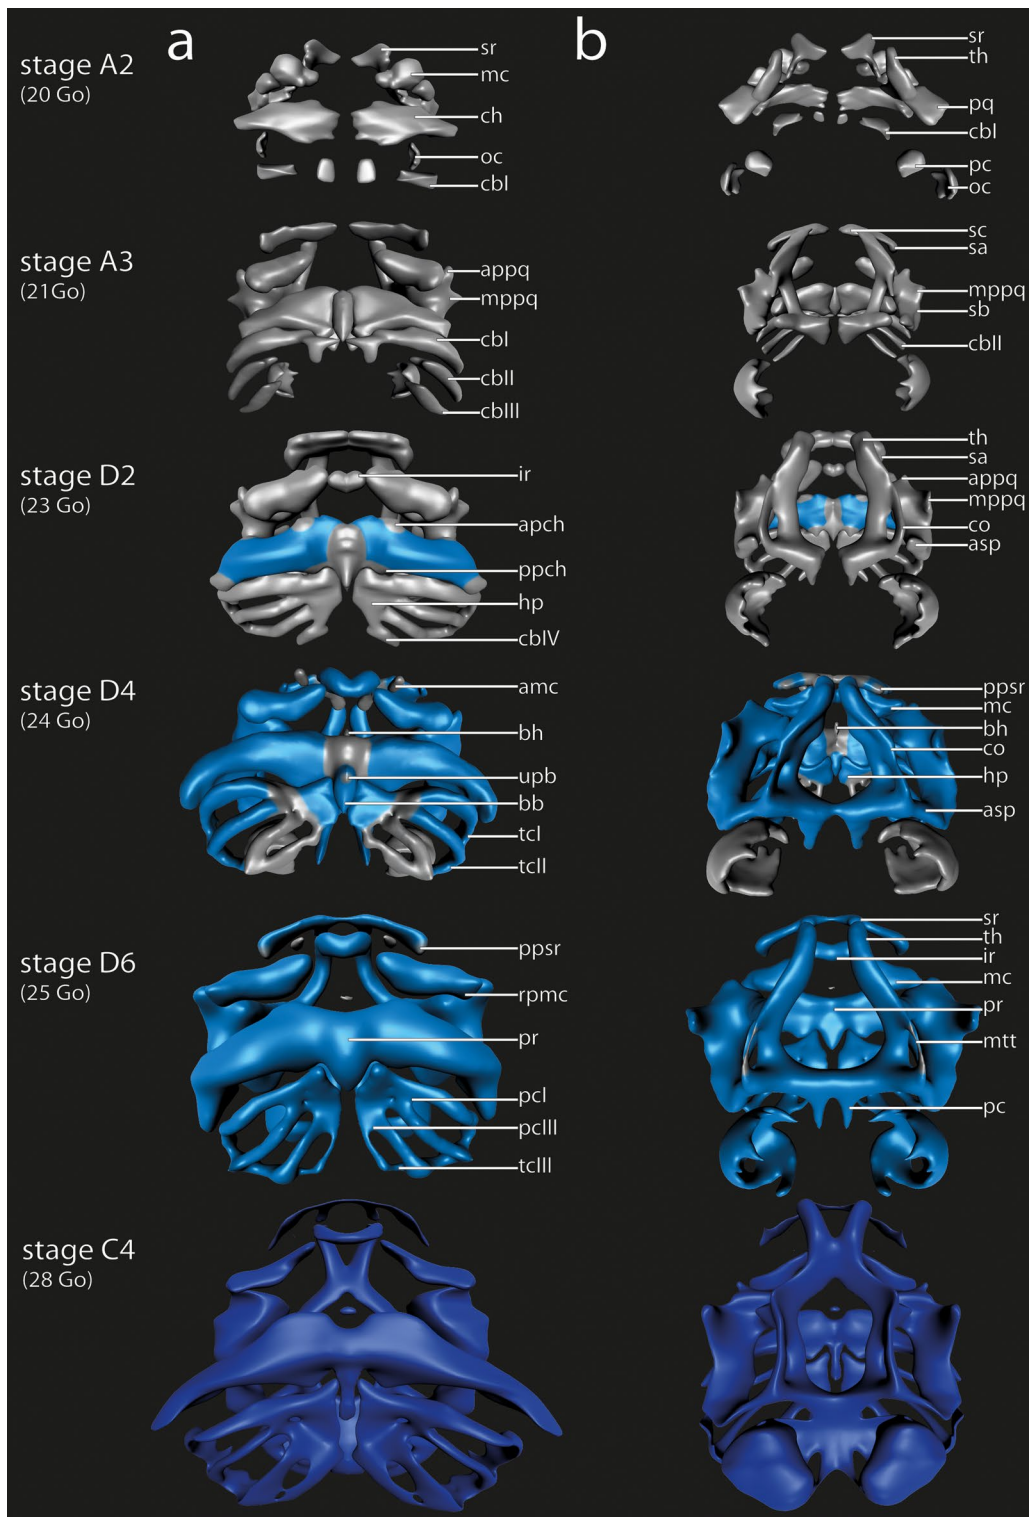 a
b
stage A2
(20 Go)
sr
mc
ch
oc
cbI
sr
th
pq
cbI
pc
oc
stage A3
(21Go)
appq
mppq
cbI
cbII
cbIII
sc
sa
mppq
sb
cbII
stage D2
(23 Go)
ir
apch
ppch
hp
cbIV
th
sa
appq
mppq
co
asp
stage D4
(24 Go)
amc
bh
upb
bb
tcI
tcII
ppsr
mc
bh
co
hp
asp
stage D6
(25 Go)
ppsr
rpmc
pr
pcI
pcIII
tcIII
sr
th
ir
mc
pr
mtt
pc
stage C4
(28 Go)